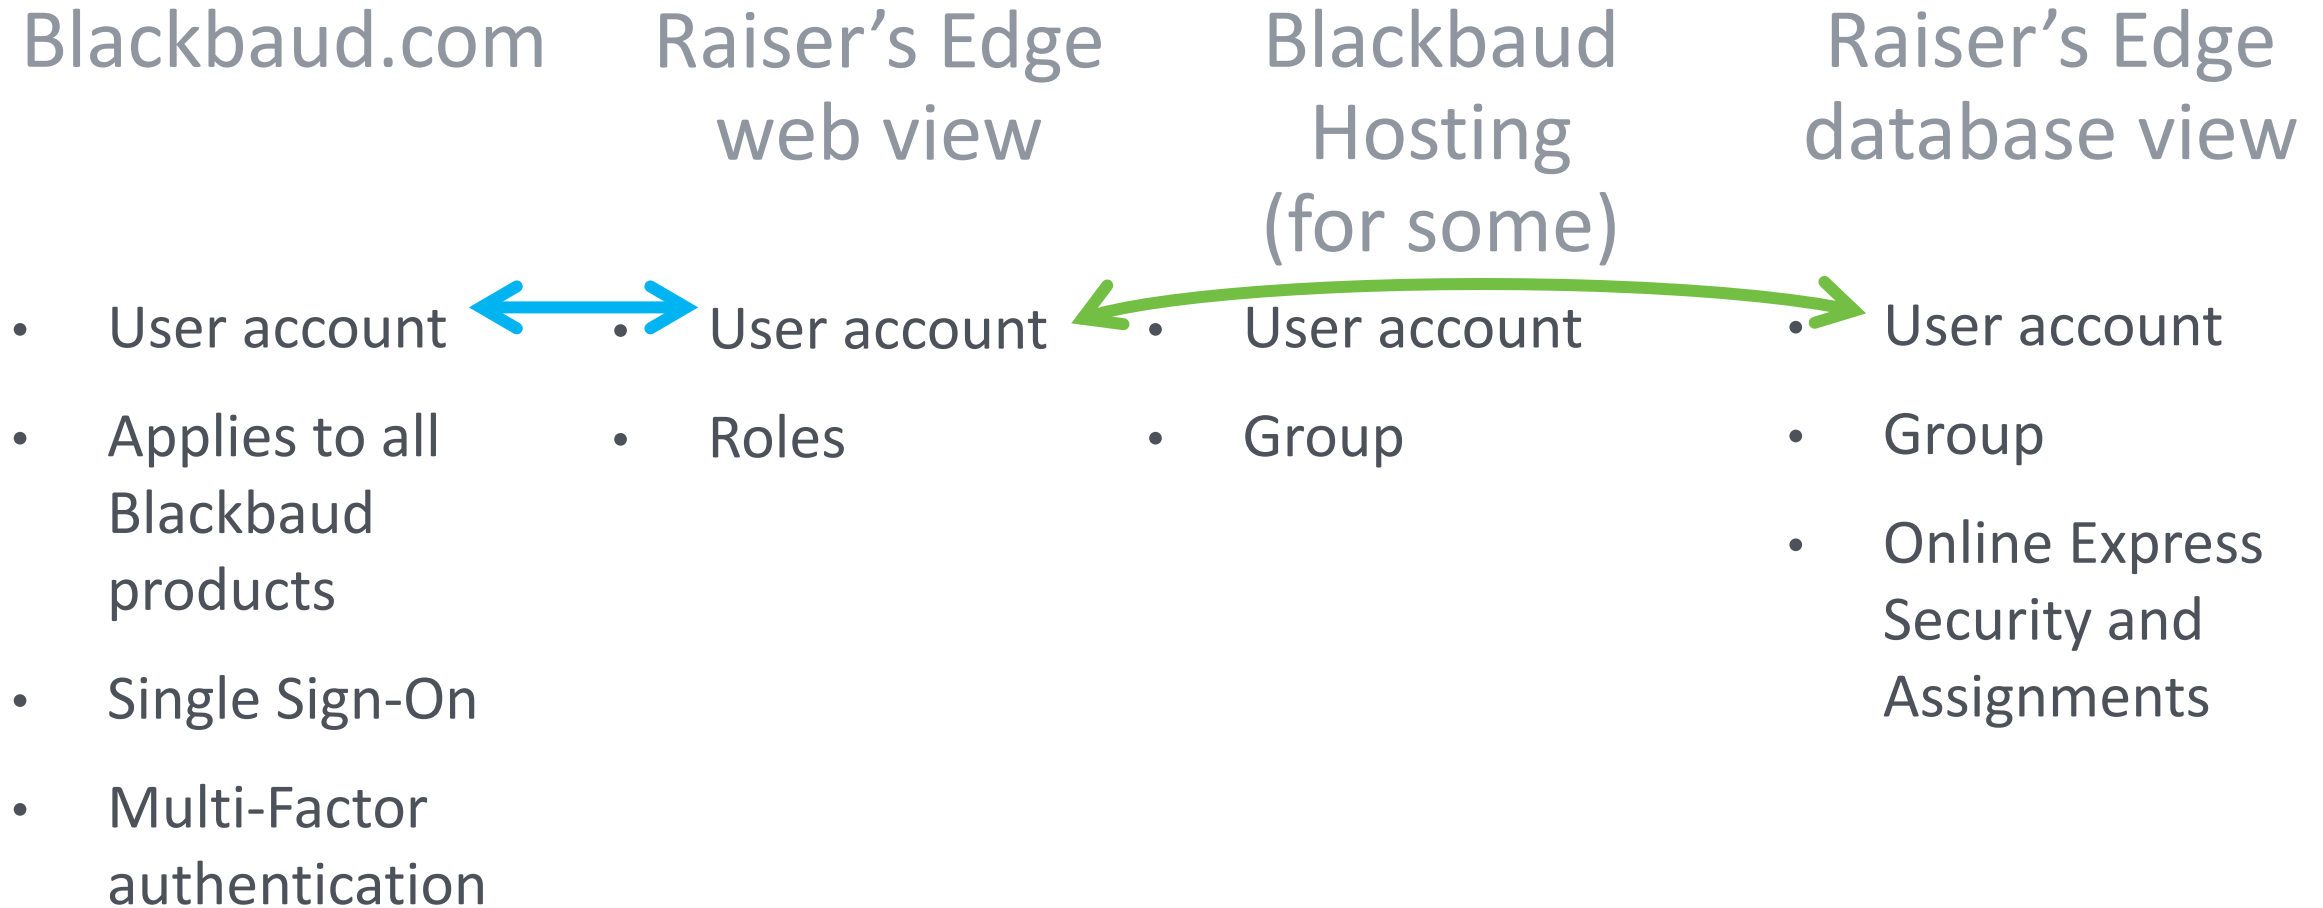 Blackbaud.com
• User account
• Applies to all
Blackbaud
products
• Single Sign-On
• Multi-Factor
authentication
Raiser’s Edge
web view
• User account
• Roles
Blackbaud
Hosting
(for some)
• User account
• Group
Raiser’s Edge
database view
• User account
• Group
• Online Express
Security and
Assignments